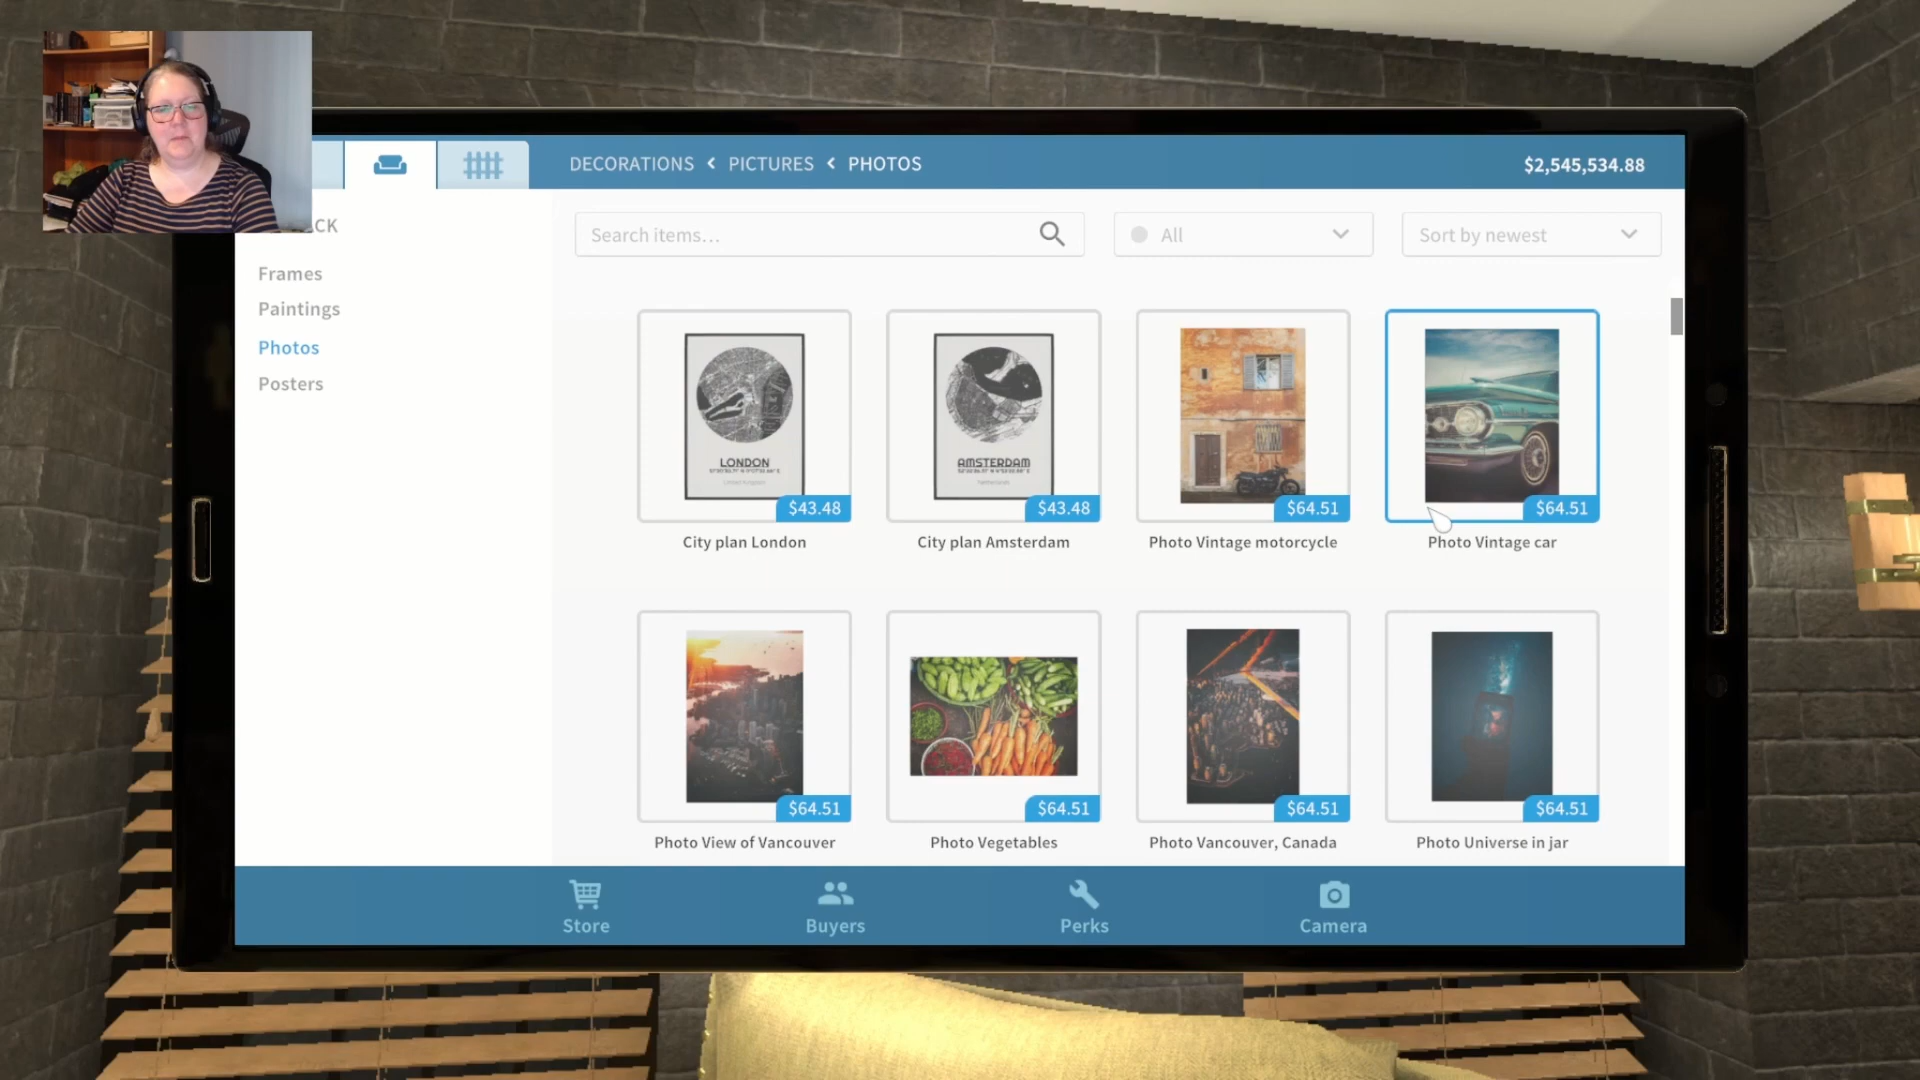 DECORATIONS < PICTURES < PHOTOS
$2,545,534.88
CK
Search items...
All
Sort by newest
Frames
Paintings
Photos
Posters
LONDON
$43.48
City plan London
AMSTERDAM
$43.48
City plan Amsterdam
$64.51
Photo Vintage motorcycle
$64.51
Photo Vintage car
$64.51
Photo View of Vancouver
$64.51
Photo Vegetables
$64.51
Photo Vancouver, Canada
$64.51
Photo Universe in jar
Store
Buyers
Perks
Camera